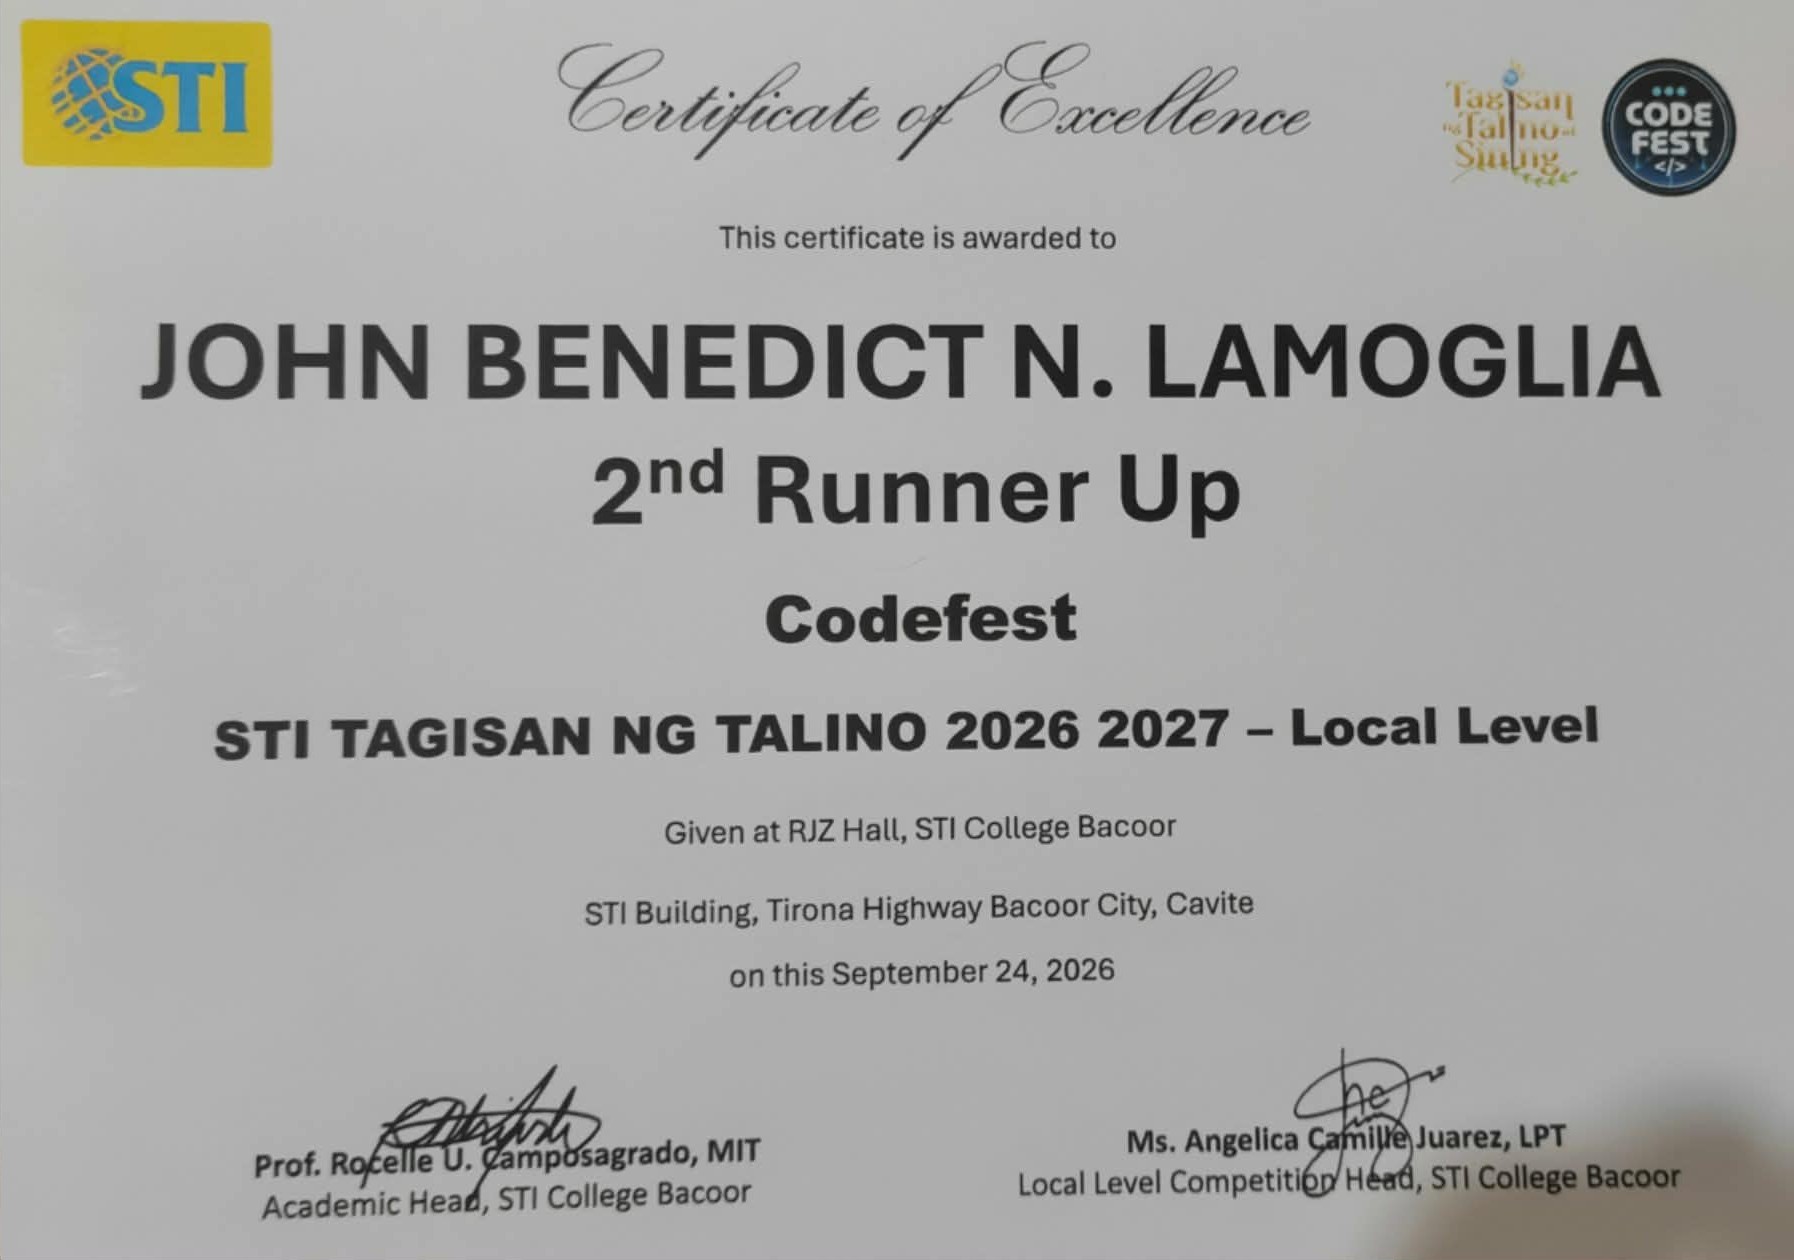 STI
Certificate of Excellence
Tagisan
ng Talino at
Sining
CODE
FEST
</>
This certificate is awarded to
JOHN BENEDICT N. LAMOGLIA
2nd Runner Up
Codefest
STI TAGISAN NG TALINO 2026 2027 – Local Level
Given at RJZ Hall, STI College Bacoor
STI Building, Tirona Highway Bacoor City, Cavite
on this September 24, 2026
Prof. Rocelle U. Camposagrado, MIT
Academic Head, STI College Bacoor
Ms. Angelica Camille Juarez, LPT
Local Level Competition Head, STI College Bacoor